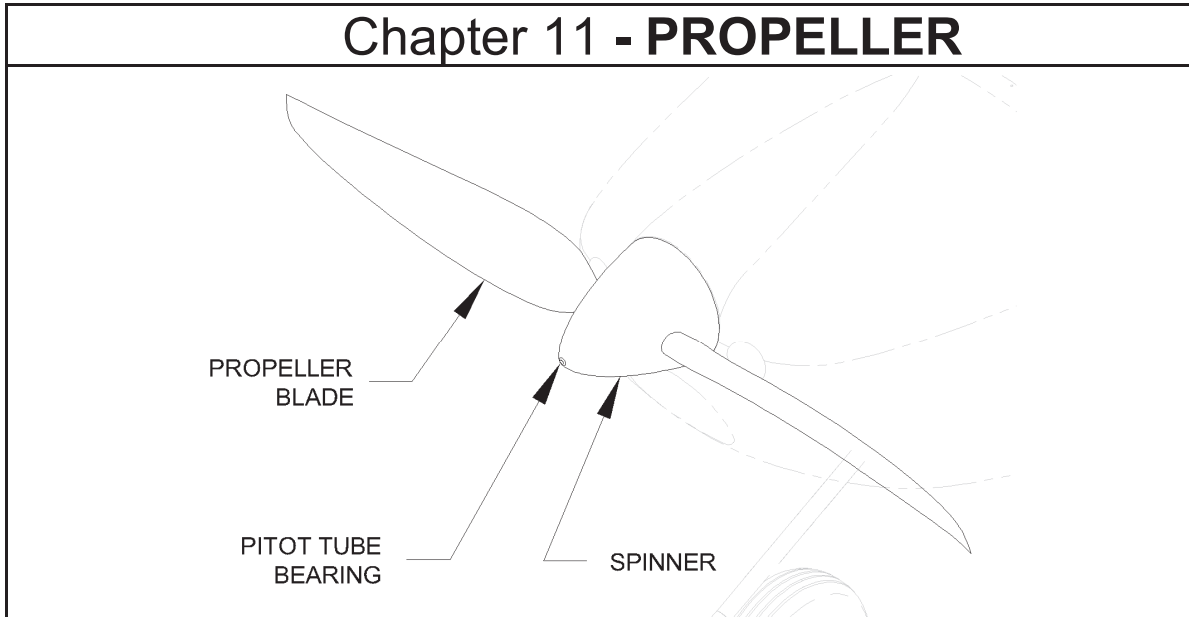 Chapter 11 - PROPELLER
PROPELLER
BLADE
PITOT TUBE
BEARING
SPINNER